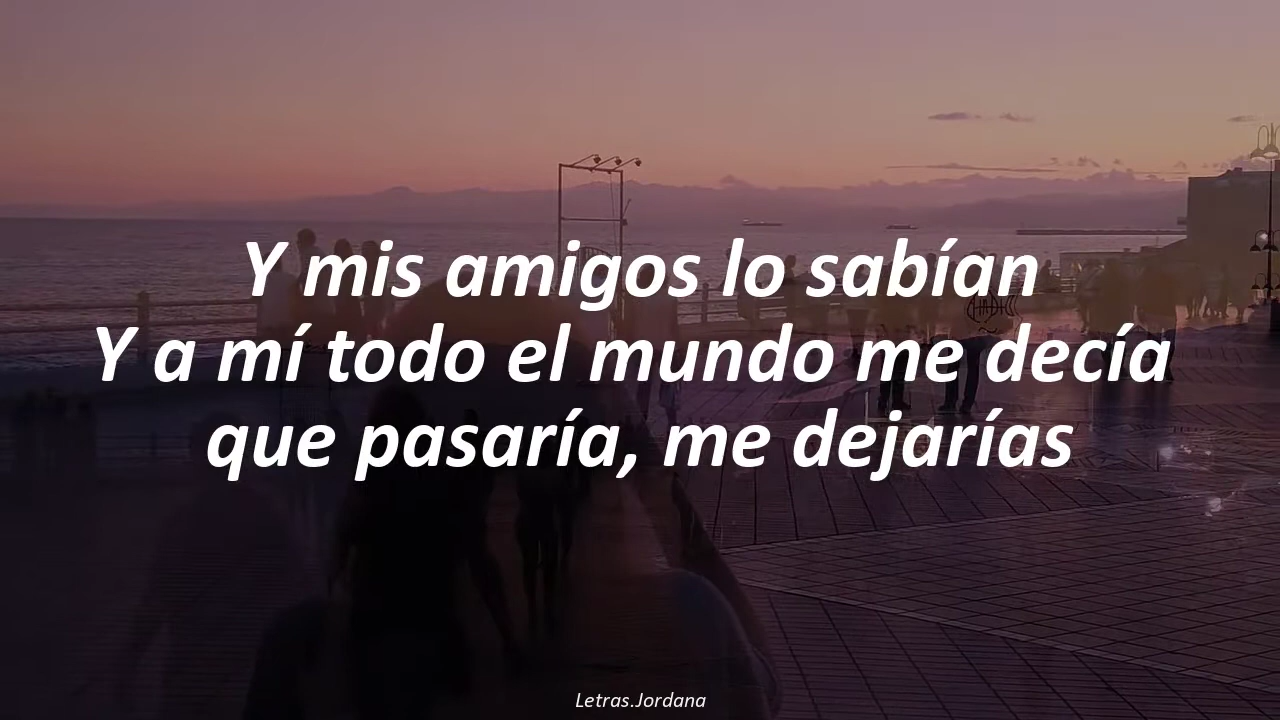 Y mis amigos lo sabían
Y a mí todo el mundo me decía
que pasaría, me dejarías
Letras.Jordana